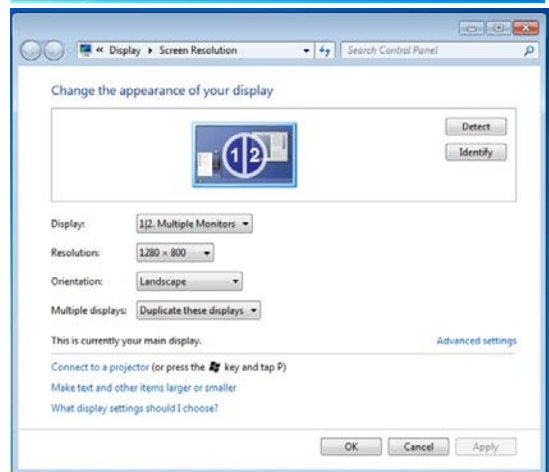 « Display ▸ Screen Resolution
Search Control Panel
Change the appearance of your display
1|2
Detect
Identify
Display: 1|2. Multiple Monitors
Resolution: 1280 × 800
Orientation: Landscape
Multiple displays: Duplicate these displays
This is currently your main display.
Advanced settings
Connect to a projector (or press the key and tap P)
Make text and other items larger or smaller
What display settings should I choose?
OK Cancel Apply